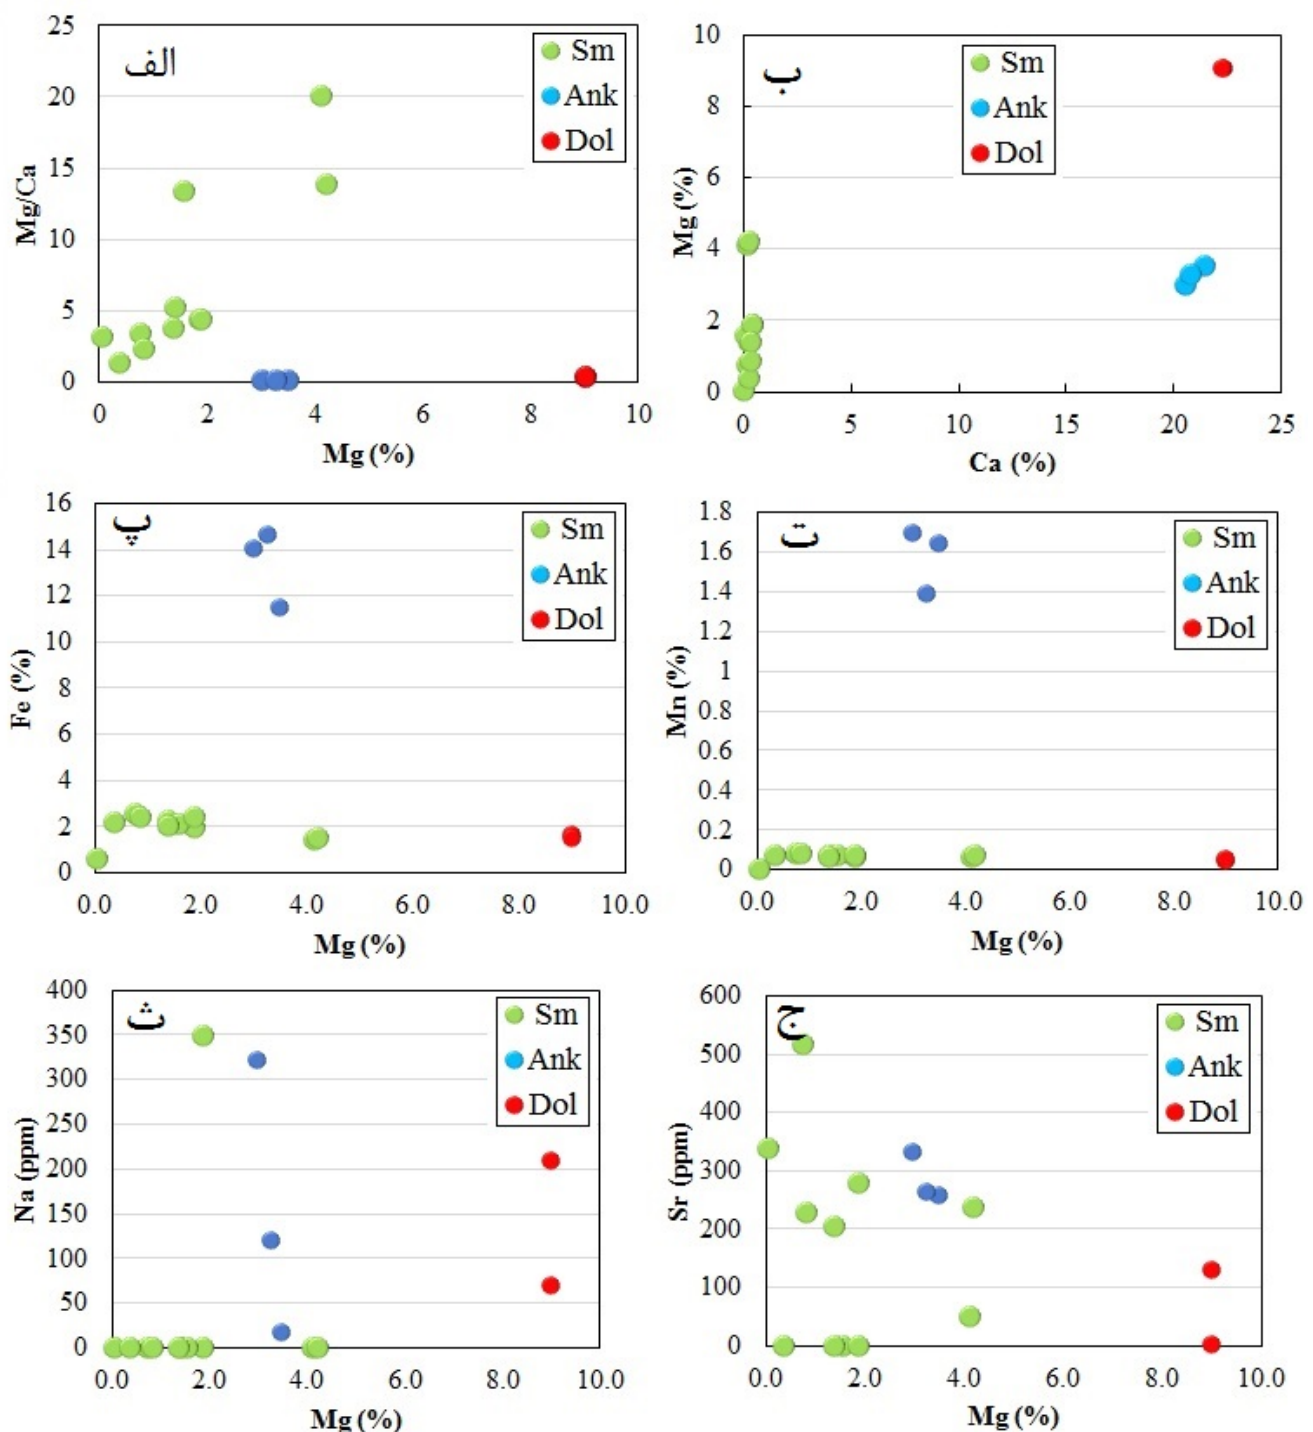 الف
25
20
15
10
5
0
Mg/Ca
0 2 4 6 8 10
Mg (%)
Sm
Ank
Dol
ب
10
8
6
4
2
0
Mg (%)
0 5 10 15 20 25
Ca (%)
Sm
Ank
Dol
پ
16
14
12
10
8
6
4
2
0
Fe (%)
0.0 2.0 4.0 6.0 8.0 10.0
Mg (%)
Sm
Ank
Dol
ت
1.8
1.6
1.4
1.2
1
0.8
0.6
0.4
0.2
0
Mn (%)
0.0 2.0 4.0 6.0 8.0 10.0
Mg (%)
Sm
Ank
Dol
ث
400
350
300
250
200
150
100
50
0
Na (ppm)
0.0 2.0 4.0 6.0 8.0 10.0
Mg (%)
Sm
Ank
Dol
ج
600
500
400
300
200
100
0
Sr (ppm)
0.0 2.0 4.0 6.0 8.0 10.0
Mg (%)
Sm
Ank
Dol